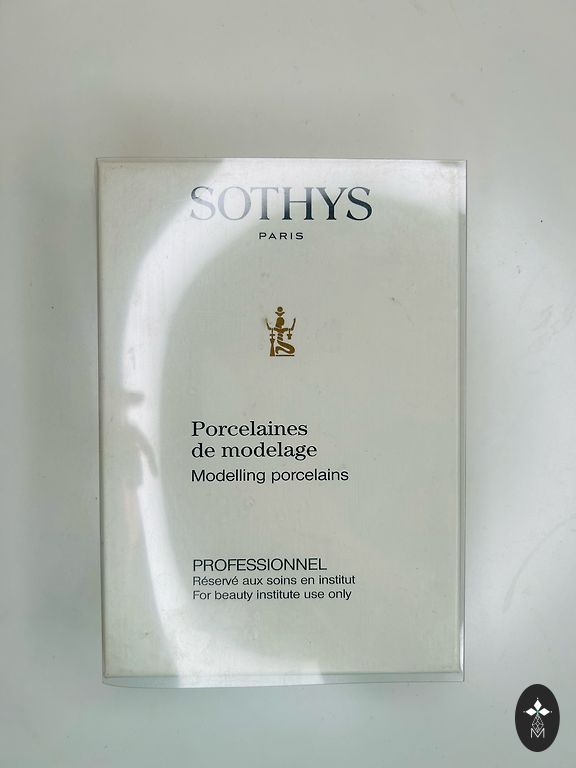 SOTHYS
PARIS
Porcelaines
de modelage
Modelling porcelains
PROFESSIONNEL
Réservé aux soins en institut
For beauty institute use only